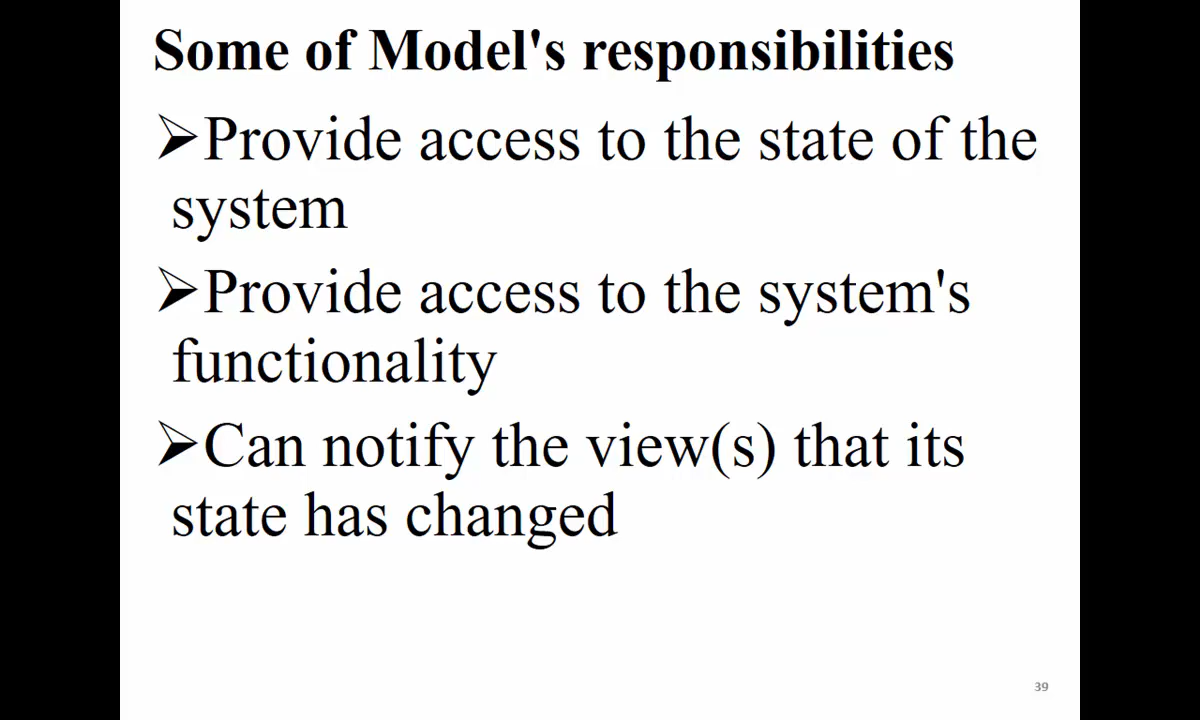 Some of Model's responsibilities
➢Provide access to the state of the
system
➢Provide access to the system's
functionality
➢Can notify the view(s) that its
state has changed
39